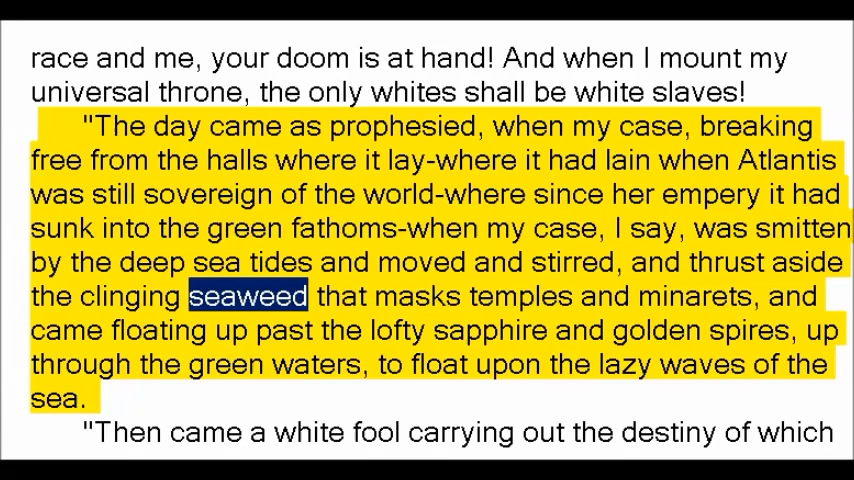 race and me, your doom is at hand! And when I mount my
universal throne, the only whites shall be white slaves!
"The day came as prophesied, when my case, breaking
free from the halls where it lay-where it had lain when Atlantis
was still sovereign of the world-where since her empery it had
sunk into the green fathoms-when my case, I say, was smitten
by the deep sea tides and moved and stirred, and thrust aside
the clinging seaweed that masks temples and minarets, and
came floating up past the lofty sapphire and golden spires, up
through the green waters, to float upon the lazy waves of the
sea.
"Then came a white fool carrying out the destiny of which